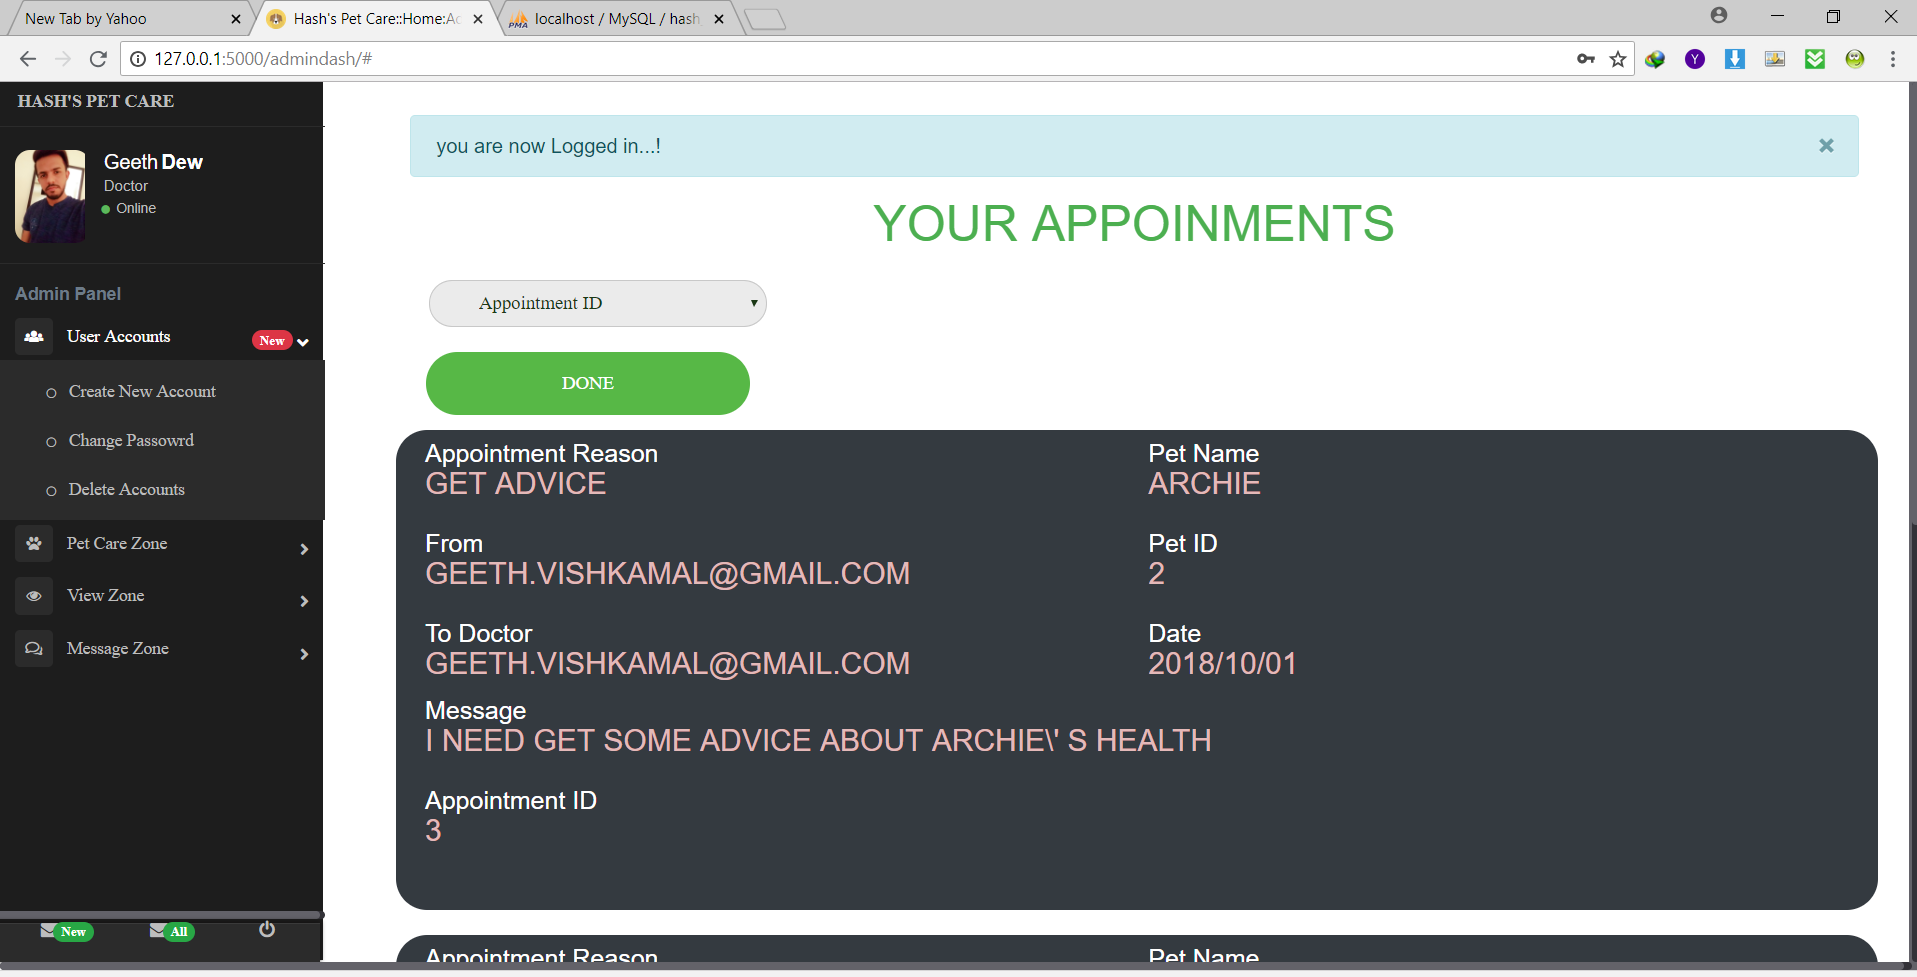 New Tab by Yahoo
Hash's Pet Care::Home:Ac
localhost / MySQL / hash_
127.0.0.1:5000/admindash/#
HASH'S PET CARE
Geeth Dew
Doctor
Online
Admin Panel
User Accounts New
Create New Account
Change Passowrd
Delete Accounts
Pet Care Zone
View Zone
Message Zone
New
All
you are now Logged in...!
YOUR APPOINMENTS
Appointment ID
DONE
Appointment Reason
GET ADVICE
Pet Name
ARCHIE
From
GEETH.VISHKAMAL@GMAIL.COM
Pet ID
2
To Doctor
GEETH.VISHKAMAL@GMAIL.COM
Date
2018/10/01
Message
I NEED GET SOME ADVICE ABOUT ARCHIE\' S HEALTH
Appointment ID
3
Appointment Reason
Pet Name